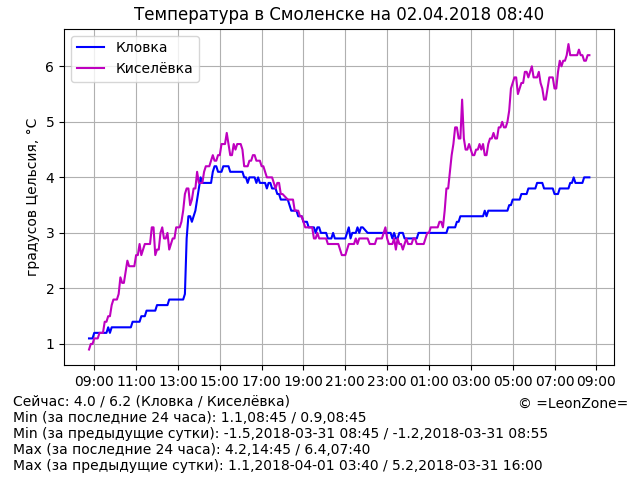 Температура в Смоленске на 02.04.2018 08:40
Кловка
Киселёвка
градусов Цельсия, °C
6
5
4
3
2
1
09:00 11:00 13:00 15:00 17:00 19:00 21:00 23:00 01:00 03:00 05:00 07:00 09:00
Сейчас: 4.0 / 6.2 (Кловка / Киселёвка)
© =LeonZone=
Min (за последние 24 часа): 1.1,08:45 / 0.9,08:45
Min (за предыдущие сутки): -1.5,2018-03-31 08:45 / -1.2,2018-03-31 08:55
Max (за последние 24 часа): 4.2,14:45 / 6.4,07:40
Max (за предыдущие сутки): 1.1,2018-04-01 03:40 / 5.2,2018-03-31 16:00